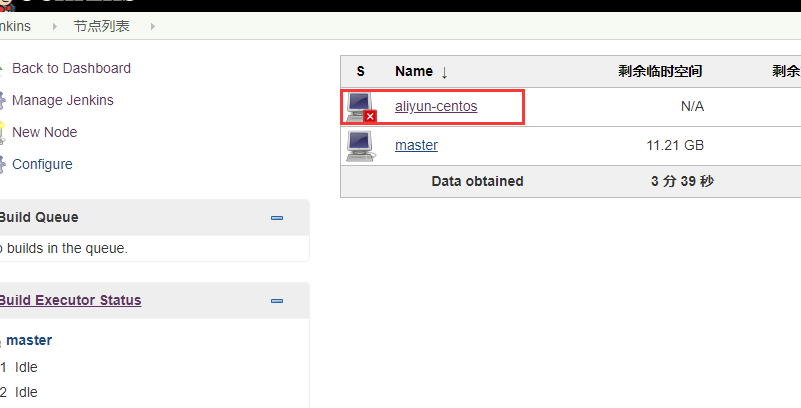 nkins 节点列表
Back to Dashboard
Manage Jenkins
New Node
Configure
Build Queue
o builds in the queue.
Build Executor Status
master
1 Idle
2 Idle
S Name ↓ 剩余临时空间 剩余
aliyun-centos N/A
master 11.21 GB
Data obtained 3 分 39 秒